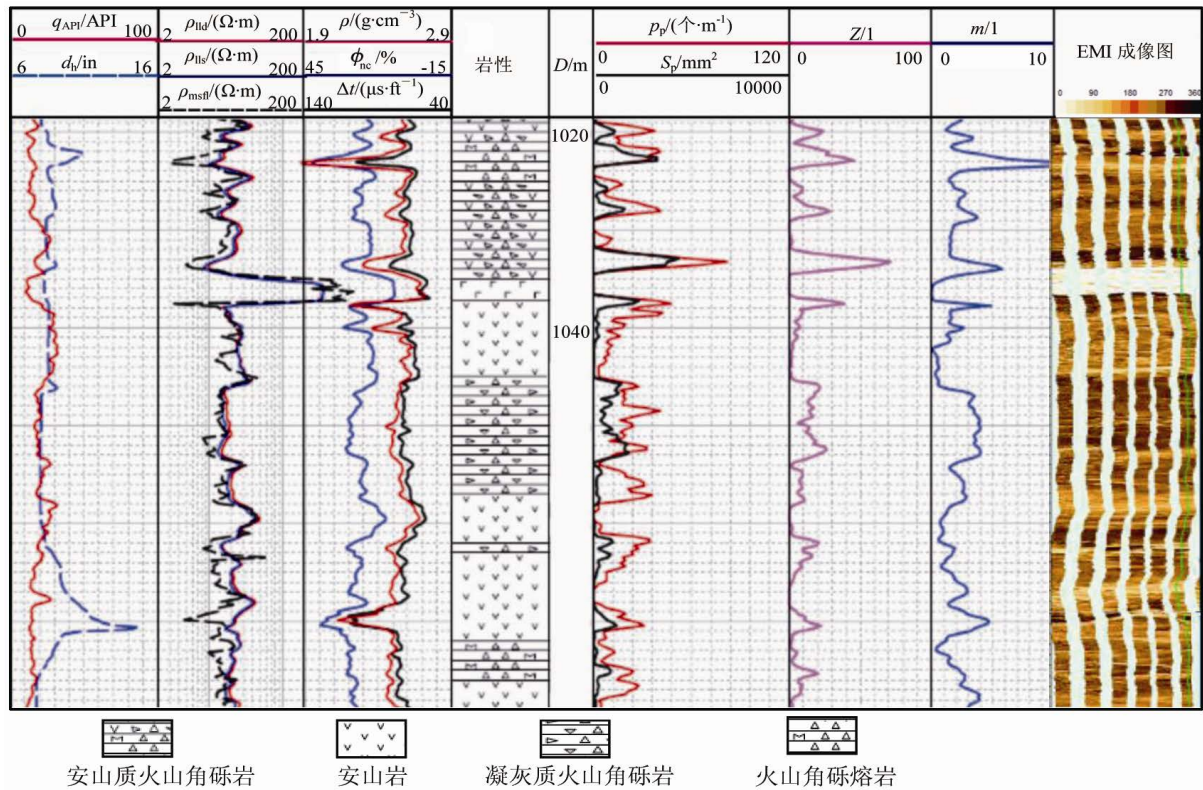 0 q_API/API 100
6 d_h/in 16
2 ρ_lld/(Ω·m) 200
2 ρ_lls/(Ω·m) 200
2 ρ_msfl/(Ω·m) 200
1.9 ρ/(g·cm⁻³) 2.9
45 ϕ_nc/% -15
140 Δt/(μs·ft⁻¹) 40
岩性
D/m
p_p/(个·m⁻¹)
0 120
S_p/mm²
0 10000
Z/1
0 100
m/1
0 10
EMI 成像图
0 90 180 270 360
1020
1040
安山质火山角砾岩
安山岩
凝灰质火山角砾岩
火山角砾熔岩